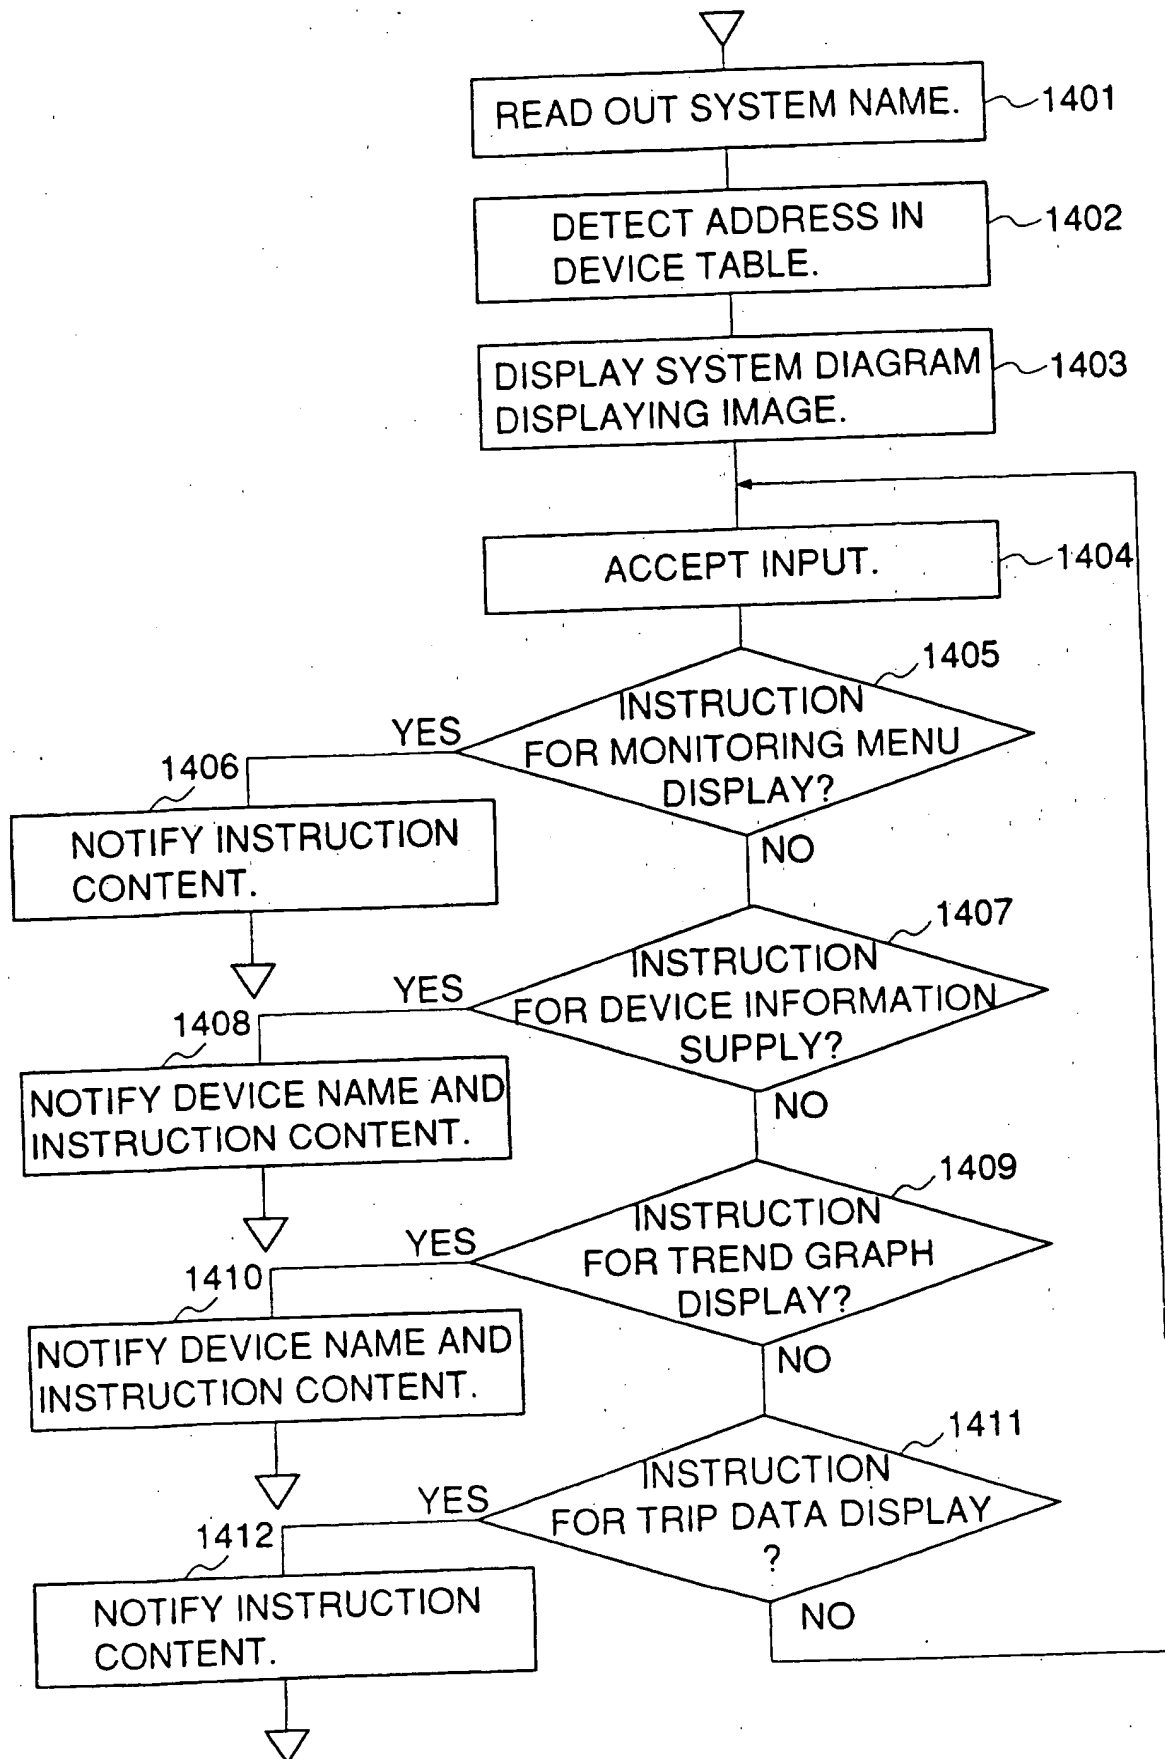 READ OUT SYSTEM NAME.
1401
DETECT ADDRESS IN
DEVICE TABLE.
1402
DISPLAY SYSTEM DIAGRAM
DISPLAYING IMAGE.
1403
ACCEPT INPUT.
1404
1405
INSTRUCTION
FOR MONITORING MENU
DISPLAY?
YES
NO
1406
NOTIFY INSTRUCTION
CONTENT.
1407
INSTRUCTION
FOR DEVICE INFORMATION
SUPPLY?
YES
NO
1408
NOTIFY DEVICE NAME AND
INSTRUCTION CONTENT.
1409
INSTRUCTION
FOR TREND GRAPH
DISPLAY?
YES
NO
1410
NOTIFY DEVICE NAME AND
INSTRUCTION CONTENT.
1411
INSTRUCTION
FOR TRIP DATA DISPLAY
?
YES
NO
1412
NOTIFY INSTRUCTION
CONTENT.